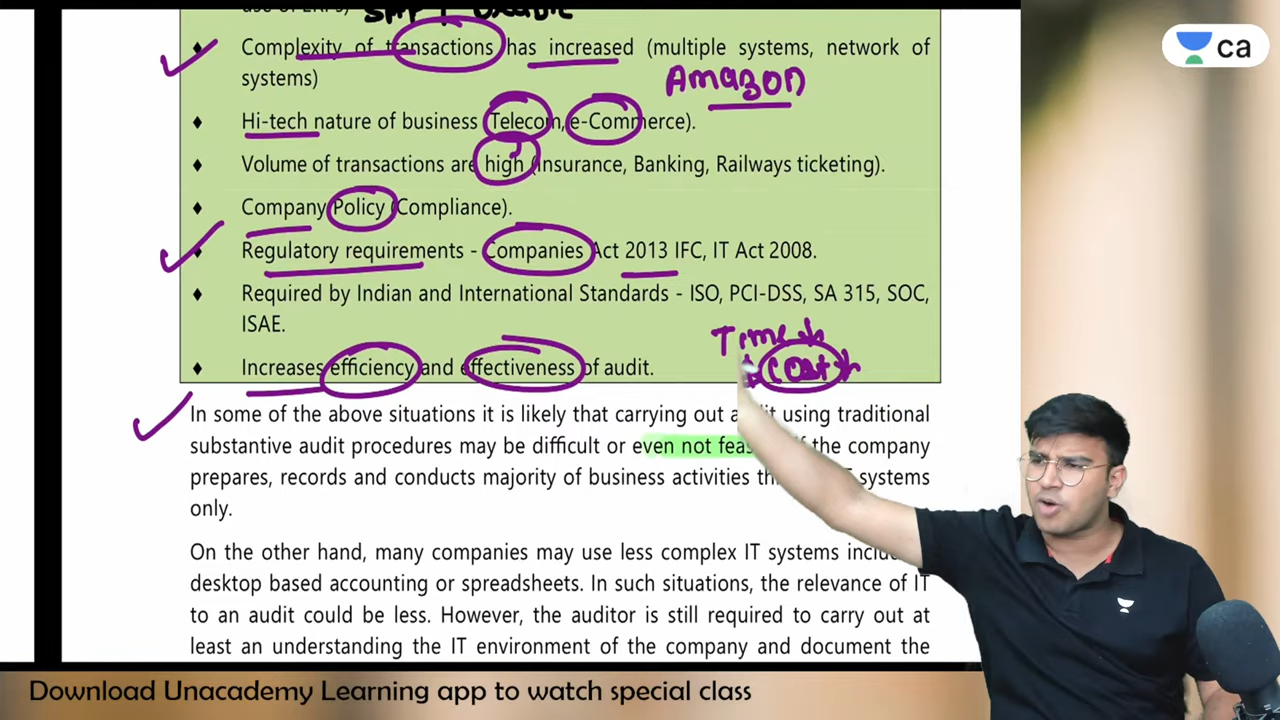 ca
Complexity of transactions has increased (multiple systems, network of
systems)
Amazon
Hi-tech nature of business Telecom, e-Commerce).
Volume of transactions are high (Insurance, Banking, Railways ticketing).
Company Policy (Compliance).
Regulatory requirements - Companies Act 2013 IFC, IT Act 2008.
Required by Indian and International Standards - ISO, PCI-DSS, SA 315, SOC,
ISAE.
Time
Increases efficiency and effectiveness of audit.
Cost
In some of the above situations it is likely that carrying out using traditional
substantive audit procedures may be difficult or even not the company
prepares, records and conducts majority of business activities systems
only.
On the other hand, many companies may use less complex IT systems
desktop based accounting or spreadsheets. In such situations, the relevance of IT
to an audit could be less. However, the auditor is still required to carry out at
least an understanding the IT environment of the company and document the
Download Unacademy Learning app to watch special class